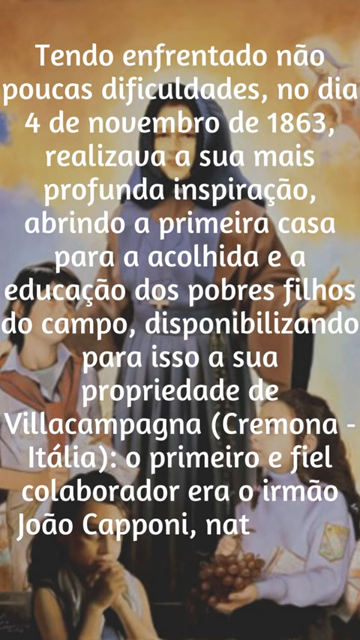 Tendo enfrentado não
poucas dificuldades, no dia
4 de novembro de 1863,
realizava a sua mais
profunda inspiração,
abrindo a primeira casa
para a acolhida e a
educação dos pobres filhos
do campo, disponibilizando
para isso a sua
propriedade de
Villacampagna (Cremona -
Itália): o primeiro e fiel
colaborador era o irmão
João Capponi, nat